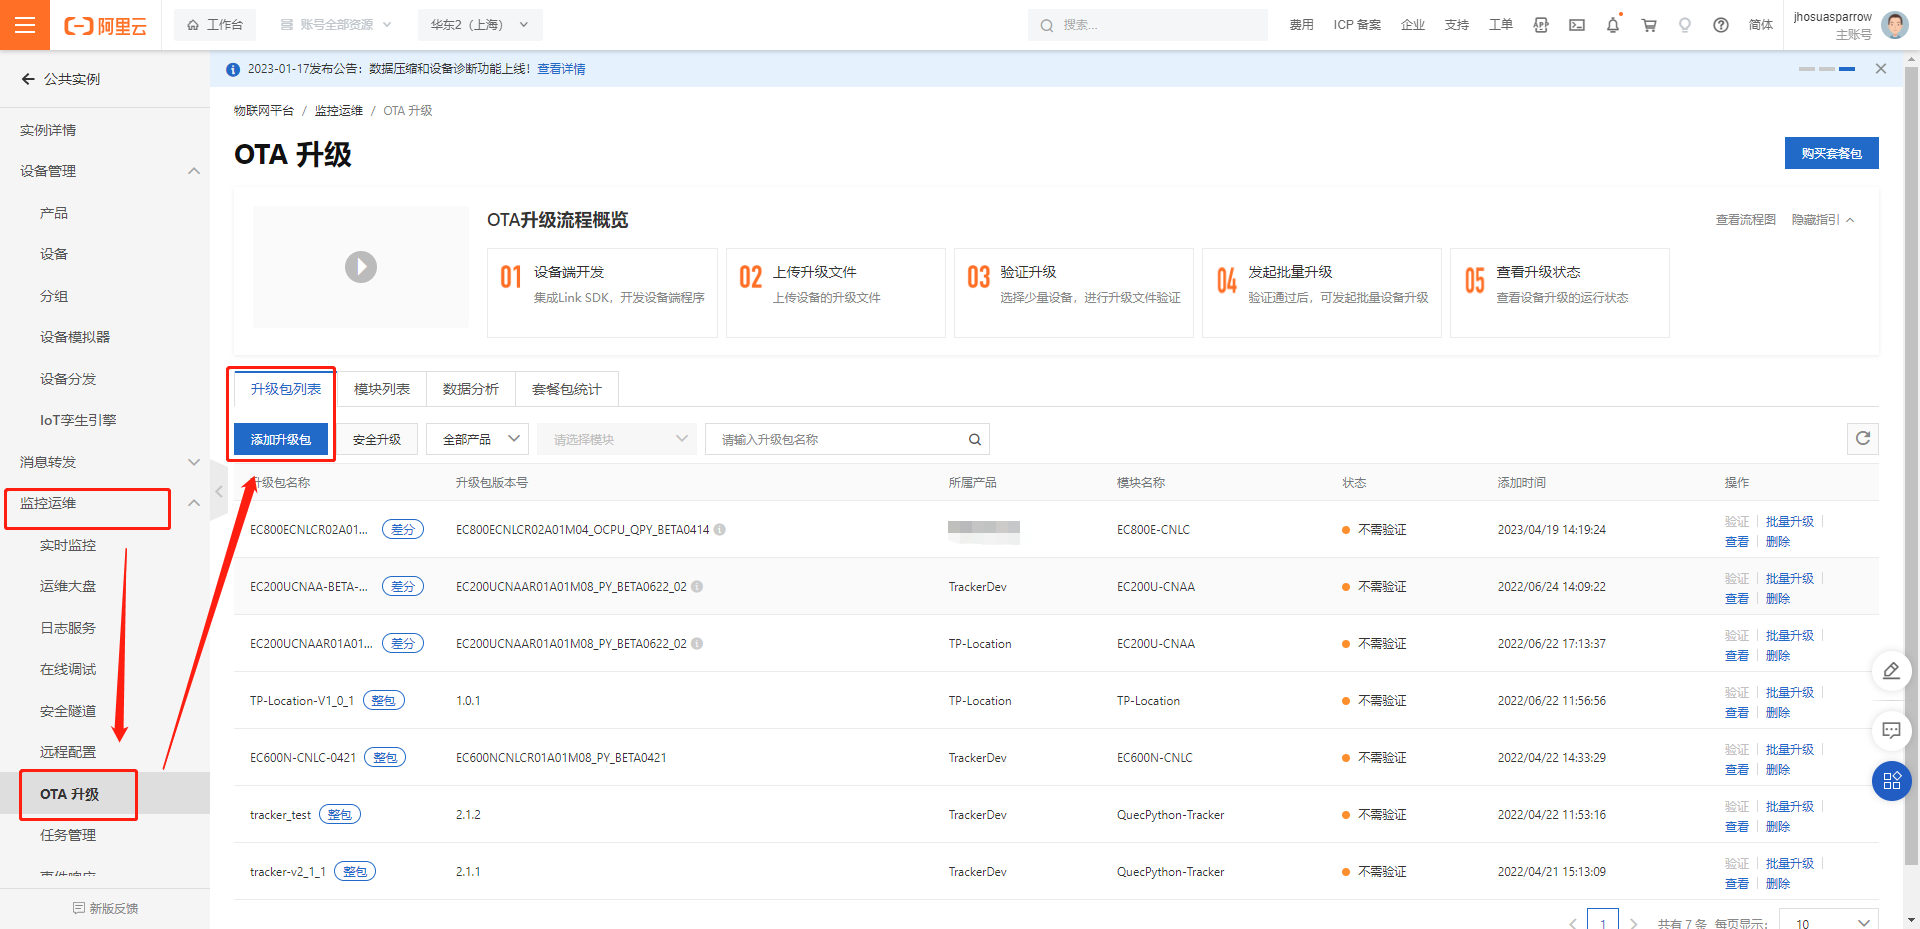 阿里云
工作台
账号全部资源
华东2（上海）
搜索...
费用
ICP 备案
企业
支持
工单
简体
jhosuasparrow
主账号
公共实例
2023-01-17发布公告：数据压缩和设备诊断功能上线！查看详情
实例详情
设备管理
产品
设备
分组
设备模拟器
设备分发
IoT孪生引擎
消息转发
监控运维
实时监控
运维大盘
日志服务
在线调试
安全隧道
远程配置
OTA 升级
任务管理
新版反馈
物联网平台 / 监控运维 / OTA 升级
OTA 升级
购买套餐包
OTA升级流程概览
查看流程图 隐藏指引
01 设备端开发
集成Link SDK，开发设备端程序
02 上传升级文件
上传设备的升级文件
03 验证升级
选择少量设备，进行升级文件验证
04 发起批量升级
验证通过后，可发起批量设备升级
05 查看升级状态
查看设备升级的运行状态
升级包列表 模块列表 数据分析 套餐包统计
添加升级包 安全升级 全部产品 请选择模块 请输入升级包名称
升级包名称 升级包版本号 所属产品 模块名称 状态 添加时间 操作
EC800ECNLCR02A01... 差分 EC800ECNLCR02A01M04_OCPU_QPY_BETA0414 EC800E-CNLC 不需验证 2023/04/19 14:19:24 验证 批量升级
查看 删除
EC200UCNAA-BETA-... 差分 EC200UCNAAR01A01M08_PY_BETA0622_02 TrackerDev EC200U-CNAA 不需验证 2022/06/24 14:09:22 验证 批量升级
查看 删除
EC200UCNAAR01A01... 差分 EC200UCNAAR01A01M08_PY_BETA0622_02 TP-Location EC200U-CNAA 不需验证 2022/06/22 17:13:37 验证 批量升级
查看 删除
TP-Location-V1_0_1 整包 1.0.1 TP-Location TP-Location 不需验证 2022/06/22 11:56:56 验证 批量升级
查看 删除
EC600N-CNLC-0421 整包 EC600NCNLCR01A01M08_PY_BETA0421 TrackerDev EC600N-CNLC 不需验证 2022/04/22 14:33:29 验证 批量升级
查看 删除
tracker_test 整包 2.1.2 TrackerDev QuecPython-Tracker 不需验证 2022/04/22 11:53:16 验证 批量升级
查看 删除
tracker-v2_1_1 整包 2.1.1 TrackerDev QuecPython-Tracker 不需验证 2022/04/21 15:13:09 验证 批量升级
查看 删除
1 共有 7 条 每页显示: 10